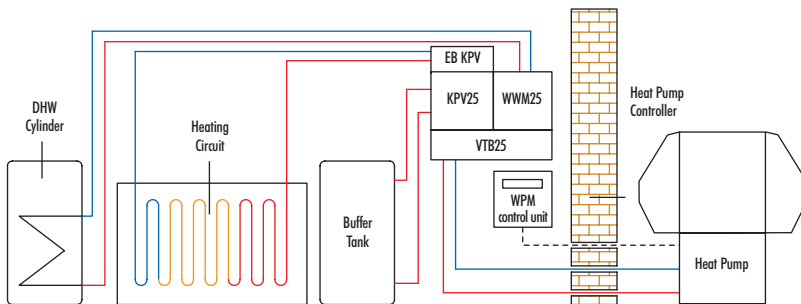 EB KPV
KPV25
WWM25
VTB25
DHW
Cylinder
Heating
Circuit
Buffer
Tank
WPM
control unit
Heat Pump
Controller
Heat Pump